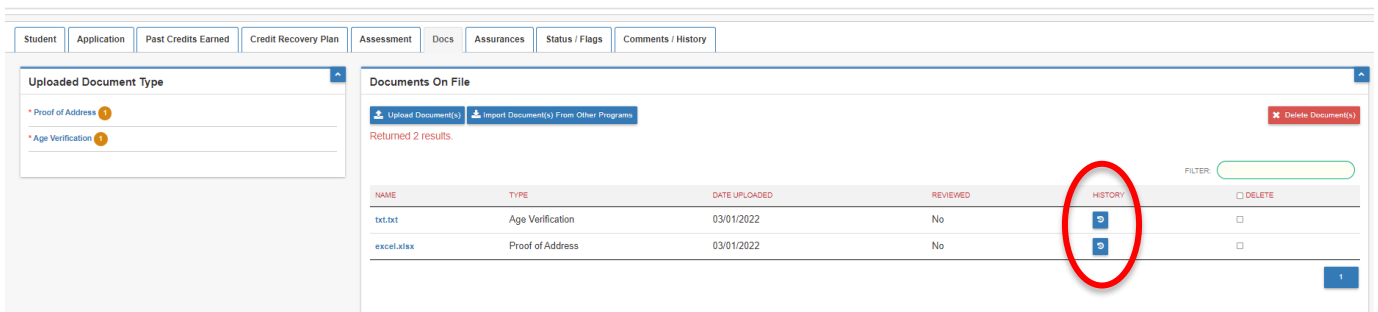 Student Application Past Credits Earned Credit Recovery Plan Assessment Docs Assurances Status / Flags Comments / History
Uploaded Document Type
* Proof of Address 1
* Age Verification 1
Documents On File
Upload Document(s) Import Document(s) From Other Programs Delete Document(s)
Returned 2 results.
FILTER:
NAME TYPE DATE UPLOADED REVIEWED HISTORY DELETE
txt.txt Age Verification 03/01/2022 No
excel.xlsx Proof of Address 03/01/2022 No
1